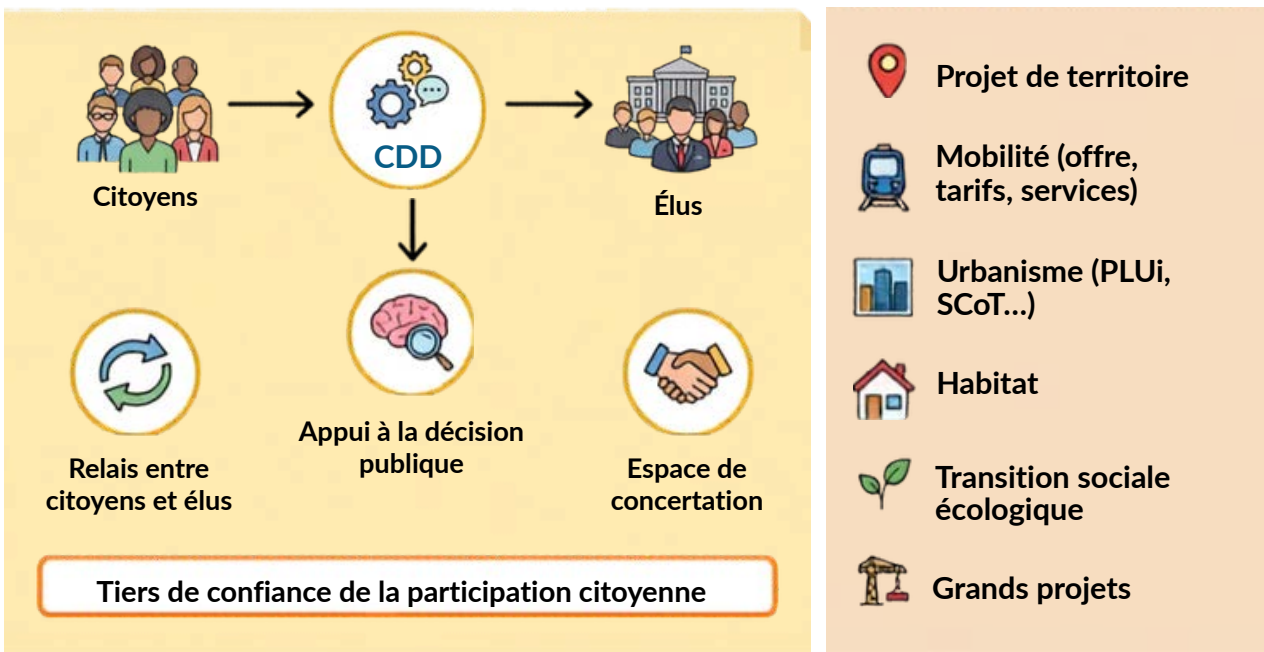 CDD
Citoyens
Élus
Appui à la décision
publique
Relais entre
citoyens et élus
Espace de
concertation
Tiers de confiance de la participation citoyenne
Projet de territoire
Mobilité (offre,
tarifs, services)
Urbanisme (PLUi,
SCoT...)
Habitat
Transition sociale
écologique
Grands projets